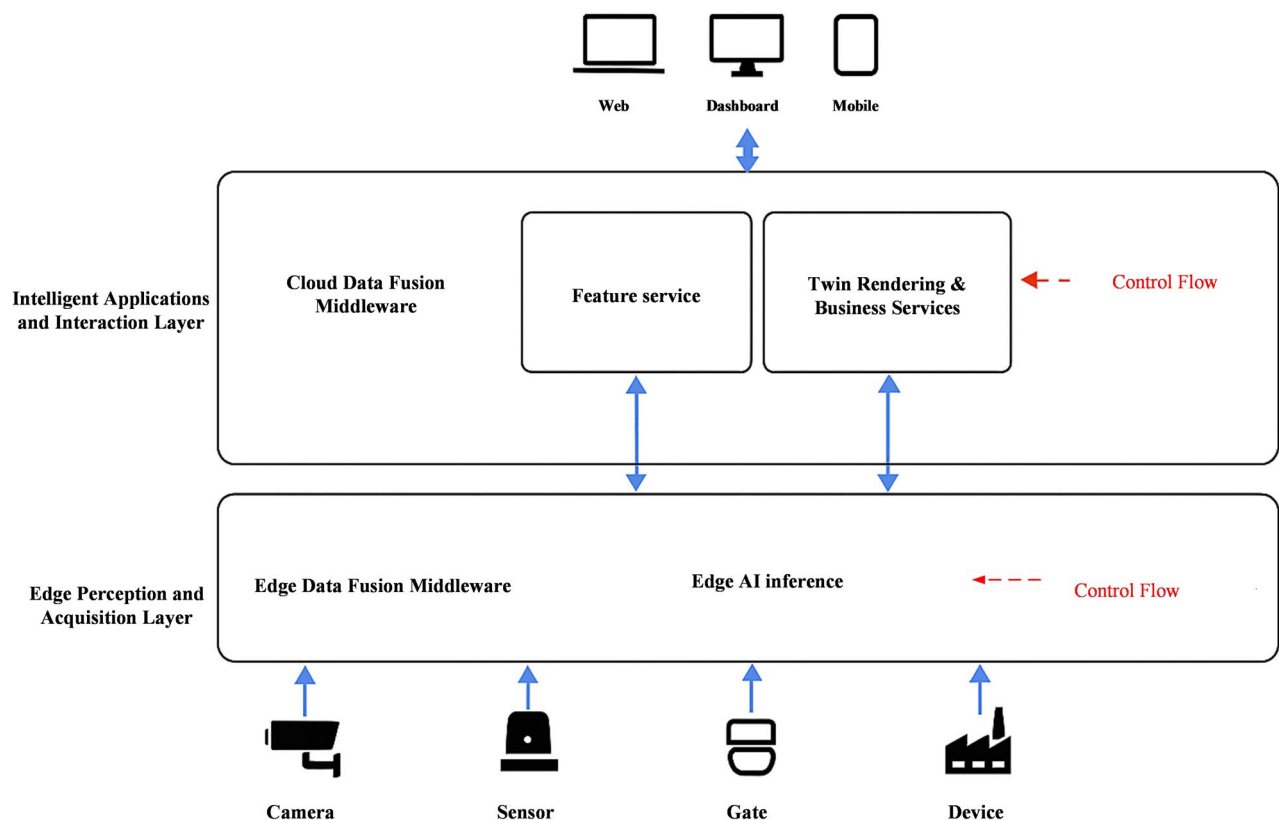 Web
Dashboard
Mobile
Intelligent Applications
and Interaction Layer
Cloud Data Fusion
Middleware
Feature service
Twin Rendering &
Business Services
Control Flow
Edge Perception and
Acquisition Layer
Edge Data Fusion Middleware
Edge AI inference
Control Flow
Camera
Sensor
Gate
Device